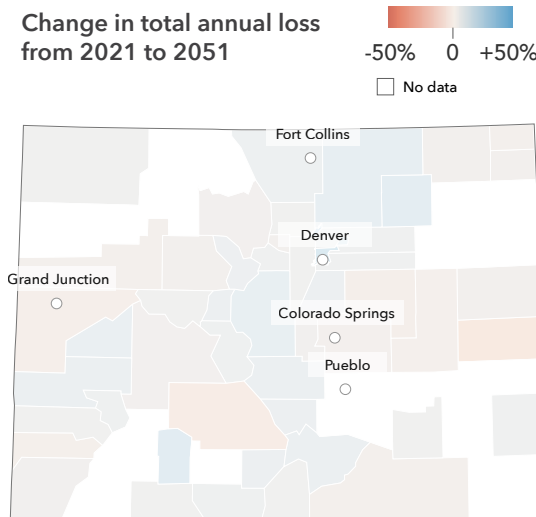 Change in total annual loss
from 2021 to 2051
-50% 0 +50%
No data
Fort Collins
Denver
Grand Junction
Colorado Springs
Pueblo